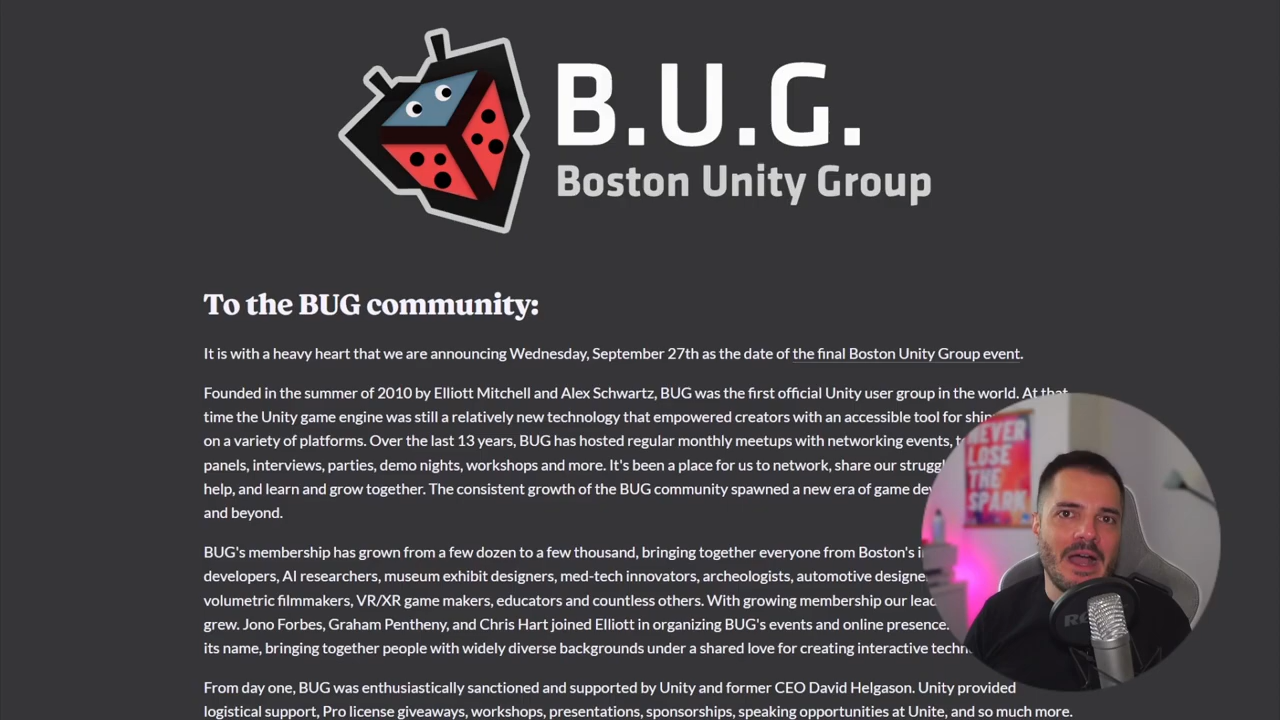 B.U.G.
Boston Unity Group
To the BUG community:
It is with a heavy heart that we are announcing Wednesday, September 27th as the date of the final Boston Unity Group event.
Founded in the summer of 2010 by Elliott Mitchell and Alex Schwartz, BUG was the first official Unity user group in the world. At that
time the Unity game engine was still a relatively new technology that empowered creators with an accessible tool for
on a variety of platforms. Over the last 13 years, BUG has hosted regular monthly meetups with networking events,
panels, interviews, parties, demo nights, workshops and more. It's been a place for us to network, share our
help, and learn and grow together. The consistent growth of the BUG community spawned a new era of game
and beyond.
BUG's membership has grown from a few dozen to a few thousand, bringing together everyone from Boston's
developers, AI researchers, museum exhibit designers, med-tech innovators, archeologists, automotive
volumetric filmmakers, VR/XR game makers, educators and countless others. With growing membership our
grew. Jono Forbes, Graham Pentheny, and Chris Hart joined Elliott in organizing BUG's events and online presence.
its name, bringing together people with widely diverse backgrounds under a shared love for creating interactive
From day one, BUG was enthusiastically sanctioned and supported by Unity and former CEO David Helgason. Unity provided
logistical support, Pro license giveaways, workshops, presentations, sponsorships, speaking opportunities at Unite, and so much more.
NEVER
LOSE
THE
SPARK